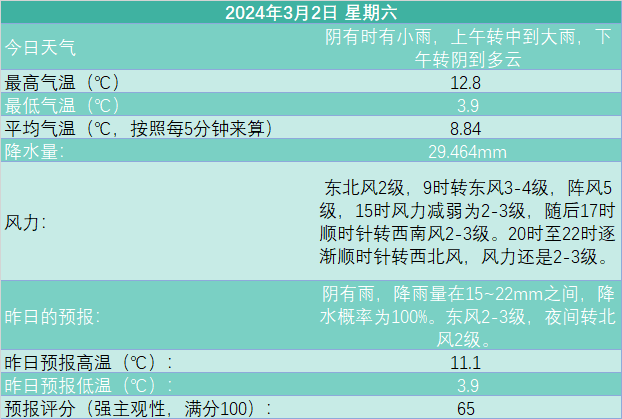 2024年3月2日 星期六
今日天气
阴有时有小雨，上午转中到大雨，下
午转阴到多云
最高气温（℃）
12.8
最低气温（℃）
3.9
平均气温（℃，按照每5分钟来算）
8.84
降水量：
29.464mm
风力：
东北风2级，9时转东风3-4级，阵风5
级，15时风力减弱为2-3级，随后17时
顺时针转西南风2-3级。20时至22时逐
渐顺时针转西北风，风力还是2-3级。
昨日的预报：
阴有雨，降雨量在15~22mm之间，降
水概率为100%。东风2-3级，夜间转北
风2级。
昨日预报高温（℃）：
11.1
昨日预报低温（℃）：
3.9
预报评分（强主观性，满分100）：
65